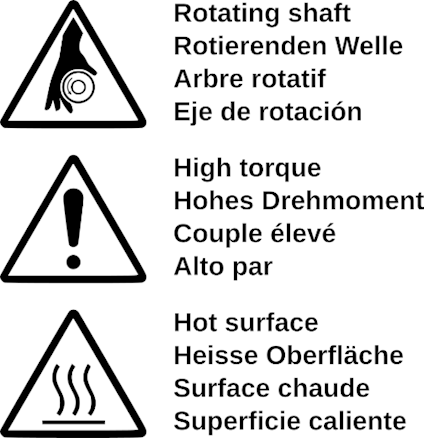 Rotating shaft
Rotierenden Welle
Arbre rotatif
Eje de rotación
High torque
Hohes Drehmoment
Couple élevé
Alto par
Hot surface
Heisse Oberfläche
Surface chaude
Superficie caliente